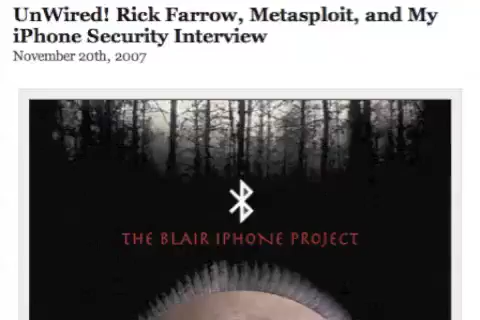 UnWired! Rick Farrow, Metasploit, and My
iPhone Security Interview
November 20th, 2007
THE BLAIR IPHONE PROJECT